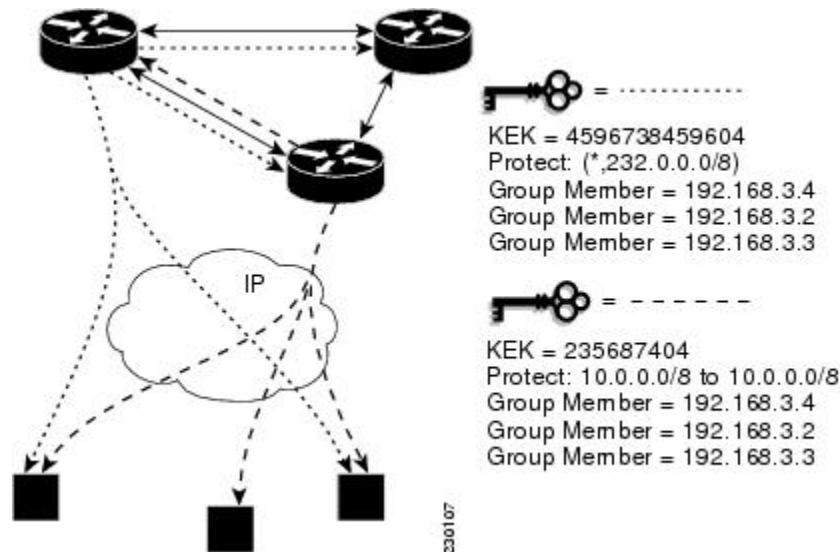 = ··········
KEK = 4596738459604
Protect: (*,232.0.0.0/8)
Group Member = 192.168.3.4
Group Member = 192.168.3.2
Group Member = 192.168.3.3
IP
= – – – – – –
KEK = 235687404
Protect: 10.0.0.0/8 to 10.0.0.0/8
Group Member = 192.168.3.4
Group Member = 192.168.3.2
Group Member = 192.168.3.3
230107